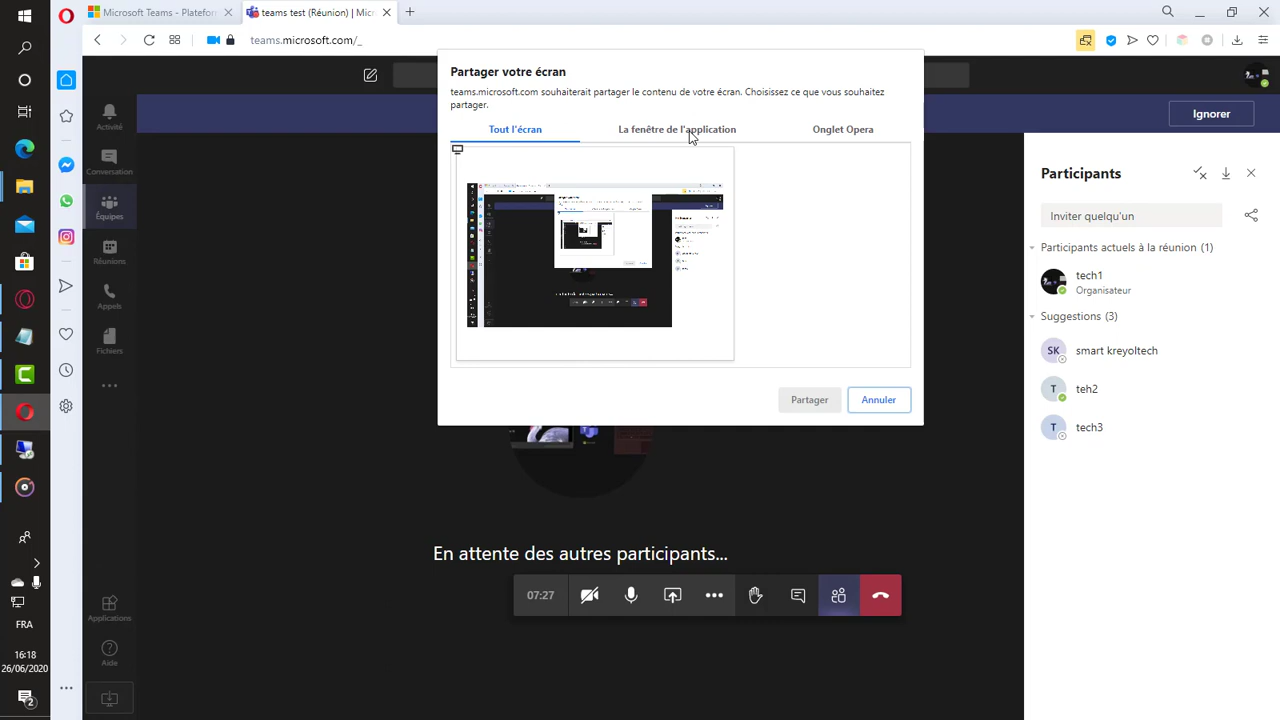 Microsoft Teams - Platefor
teams test (Réunion) | Micr
teams.microsoft.com/_
Partager votre écran
teams.microsoft.com souhaiterait partager le contenu de votre écran. Choisissez ce que vous souhaitez
partager.
Tout l'écran
La fenêtre de l'application
Onglet Opera
Partager
Annuler
Ignorer
Activité
Conversation
Équipes
Réunions
Appels
Fichiers
Applications
Aide
Participants
Inviter quelqu'un
Participants actuels à la réunion (1)
tech1
Organisateur
Suggestions (3)
SK
smart kreyoltech
T
teh2
T
tech3
En attente des autres participants...
07:27
FRA
16:18
26/06/2020
2